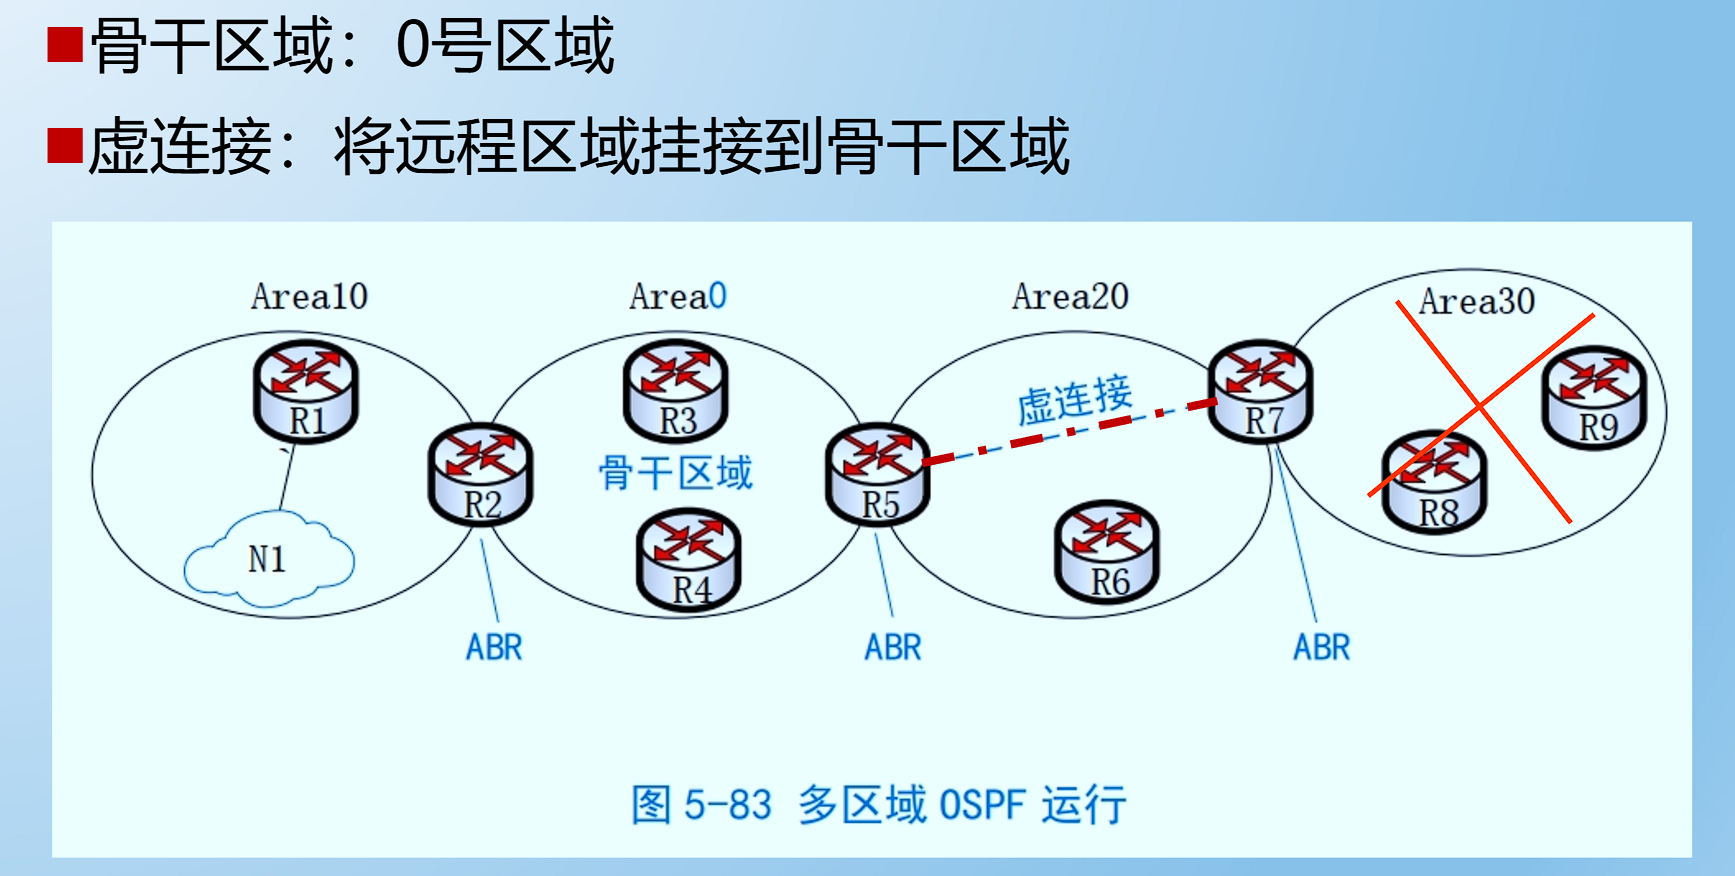 ■骨干区域：0号区域
■虚连接：将远程区域挂接到骨干区域
Area10
Area0
Area20
Area30
R1
R3
虚连接
R7
R9
R2
骨干区域
R5
R8
N1
R4
R6
ABR
ABR
ABR
图 5-83 多区域 OSPF 运行